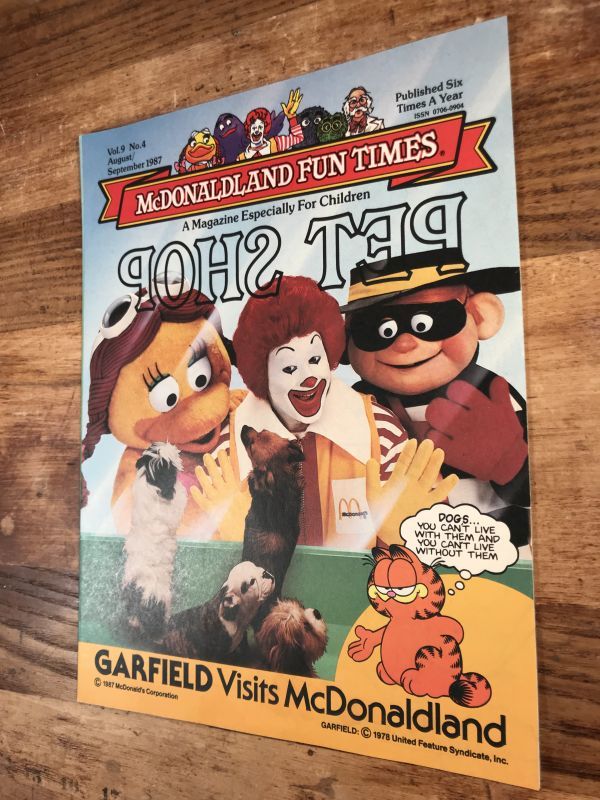 Vol.9 No.4
August/
September 1987
Published Six
Times A Year
ISSN 0706-0904
McDONALDLAND FUN TIMES®
A Magazine Especially For Children
PET SHOP
McDonald's
DOGS...
YOU CAN'T LIVE
WITH THEM AND
YOU CAN'T LIVE
WITHOUT THEM
GARFIELD Visits McDonaldland
© 1987 McDonald's Corporation
GARFIELD: © 1978 United Feature Syndicate, Inc.